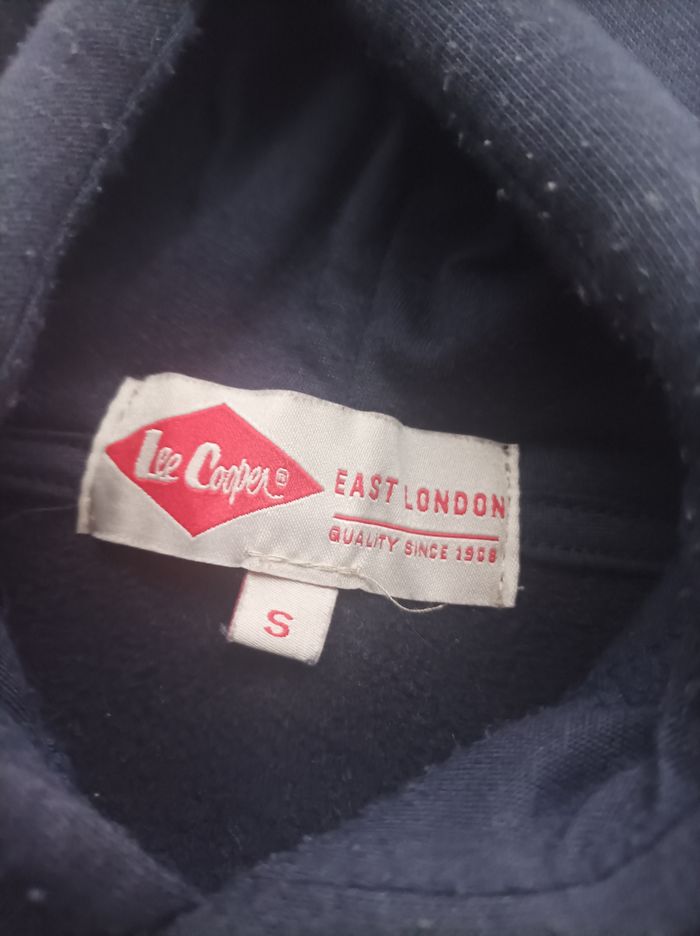 Lee Cooper®
EAST LONDON
QUALITY SINCE 1908
S